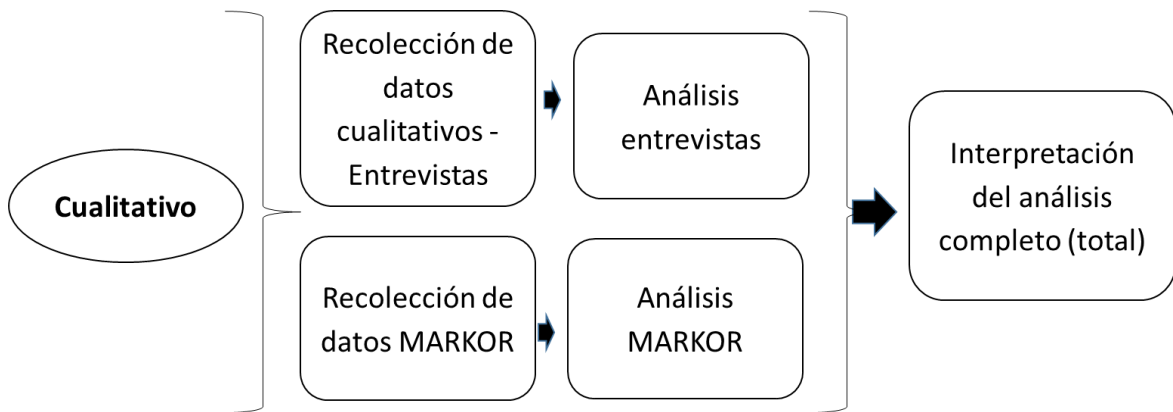 Cualitativo
Recolección de
datos
cualitativos -
Entrevistas
Análisis
entrevistas
Recolección de
datos MARKOR
Análisis
MARKOR
Interpretación
del análisis
completo (total)